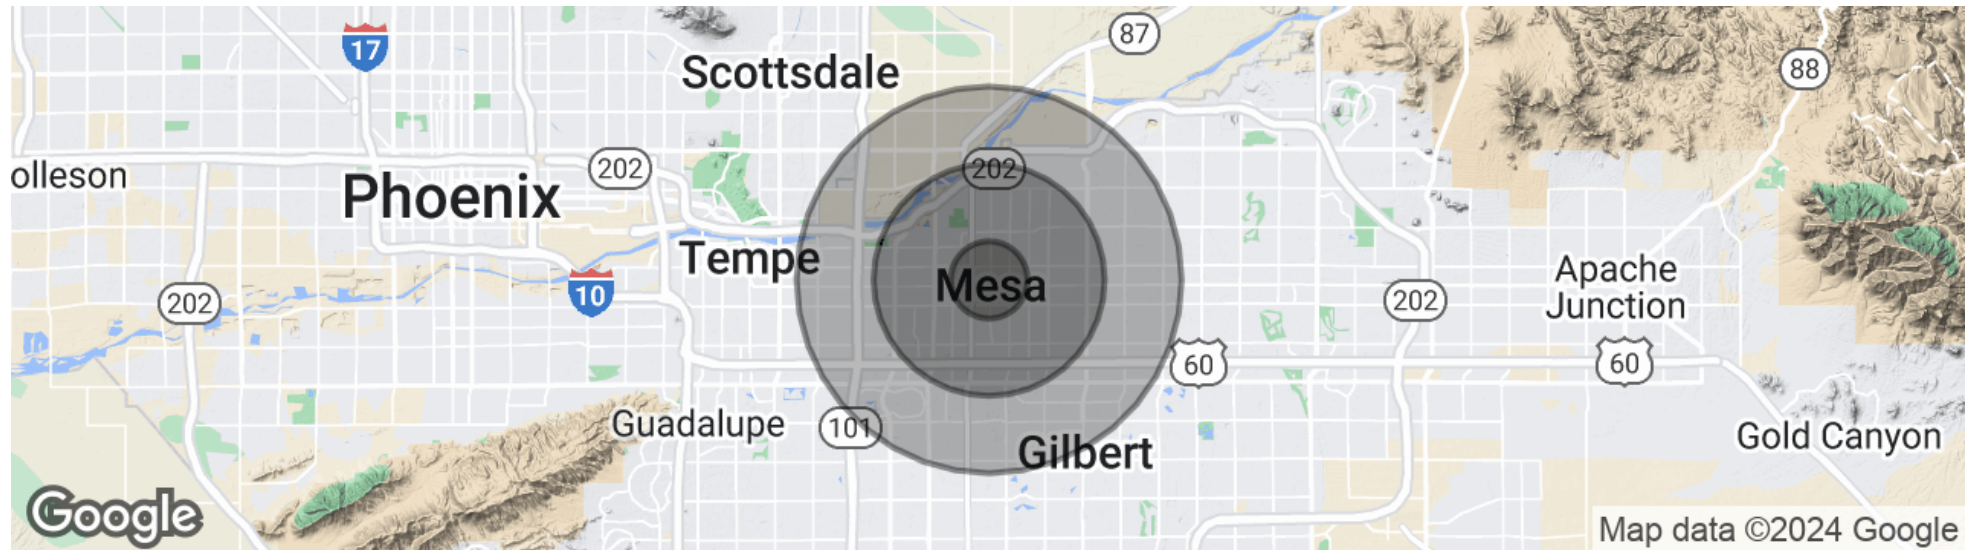 87
17
Scottsdale
88
202
202
olleson
Phoenix
Tempe
Mesa
Apache
Junction
202
10
202
60
60
Guadalupe
101
Gilbert
Gold Canyon
Google
Map data ©2024 Google